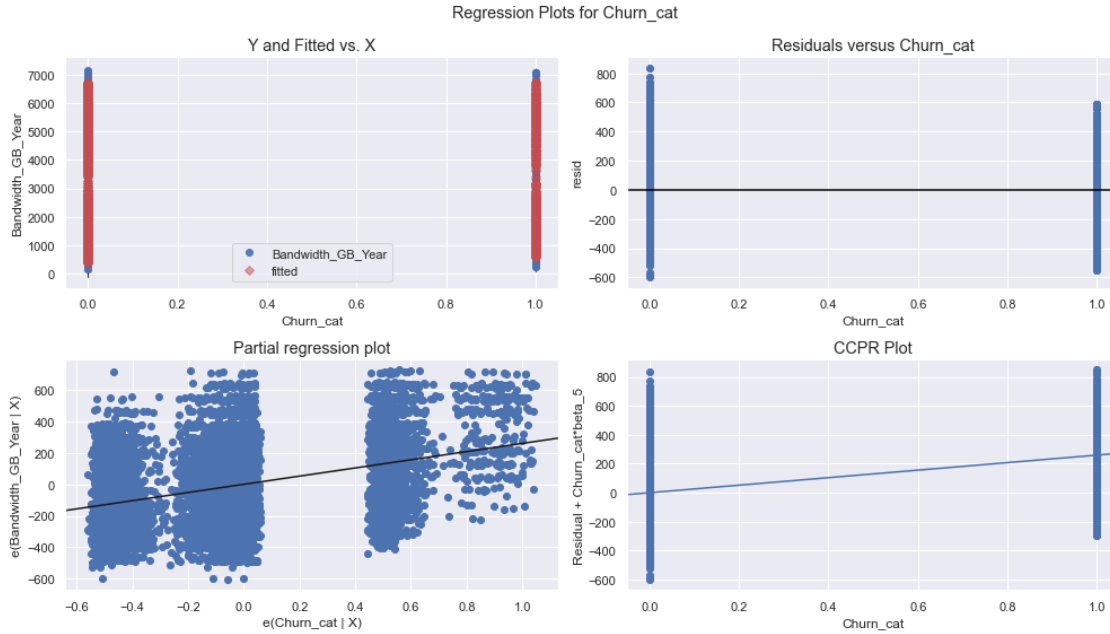 Regression Plots for Churn_cat
Y and Fitted vs. X
Bandwidth_GB_Year
7000
6000
5000
4000
3000
2000
1000
0
Bandwidth_GB_Year
fitted
0.0 0.2 0.4 0.6 0.8 1.0
Churn_cat
Residuals versus Churn_cat
resid
800
600
400
200
0
−200
−400
−600
0.0 0.2 0.4 0.6 0.8 1.0
Churn_cat
Partial regression plot
e(Bandwidth_GB_Year | X)
600
400
200
0
−200
−400
−600
−0.6 −0.4 −0.2 0.0 0.2 0.4 0.6 0.8 1.0
e(Churn_cat | X)
CCPR Plot
Residual + Churn_cat*beta_5
800
600
400
200
0
−200
−400
−600
0.0 0.2 0.4 0.6 0.8 1.0
Churn_cat